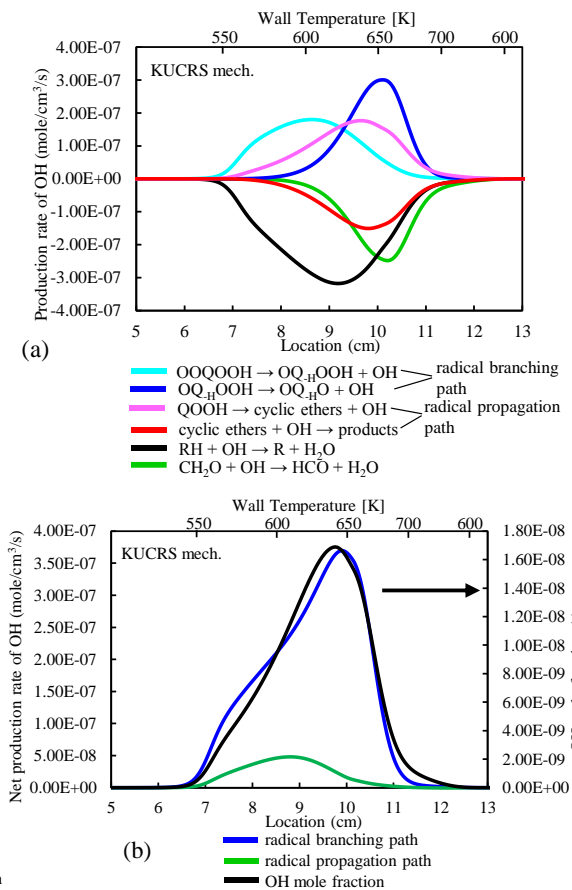 Wall Temperature [K]
550 600 650 700 600
4.00E-07
3.00E-07
2.00E-07
1.00E-07
0.00E+00
-1.00E-07
-2.00E-07
-3.00E-07
-4.00E-07
Production rate of OH (mole/cm³/s)
KUCRS mech.
5 6 7 8 9 10 11 12 13
Location (cm)
(a)
OOQOOH → OQ₋HOOH + OH
OQ₋HOOH → OQ₋HO + OH
radical branching path
QOOH → cyclic ethers + OH
cyclic ethers + OH → products
radical propagation path
RH + OH → R + H₂O
CH₂O + OH → HCO + H₂O
Wall Temperature [K]
550 600 650 700 600
4.00E-07
3.50E-07
3.00E-07
2.50E-07
2.00E-07
1.50E-07
1.00E-07
5.00E-08
0.00E+00
Net production rate of OH (mole/cm³/s)
KUCRS mech.
1.80E-08
1.60E-08
1.40E-08
1.20E-08
1.00E-08
8.00E-09
6.00E-09
4.00E-09
2.00E-09
0.00E+00
5 6 7 8 9 10 11 12 13
Location (cm)
(b)
radical branching path
radical propagation path
OH mole fraction